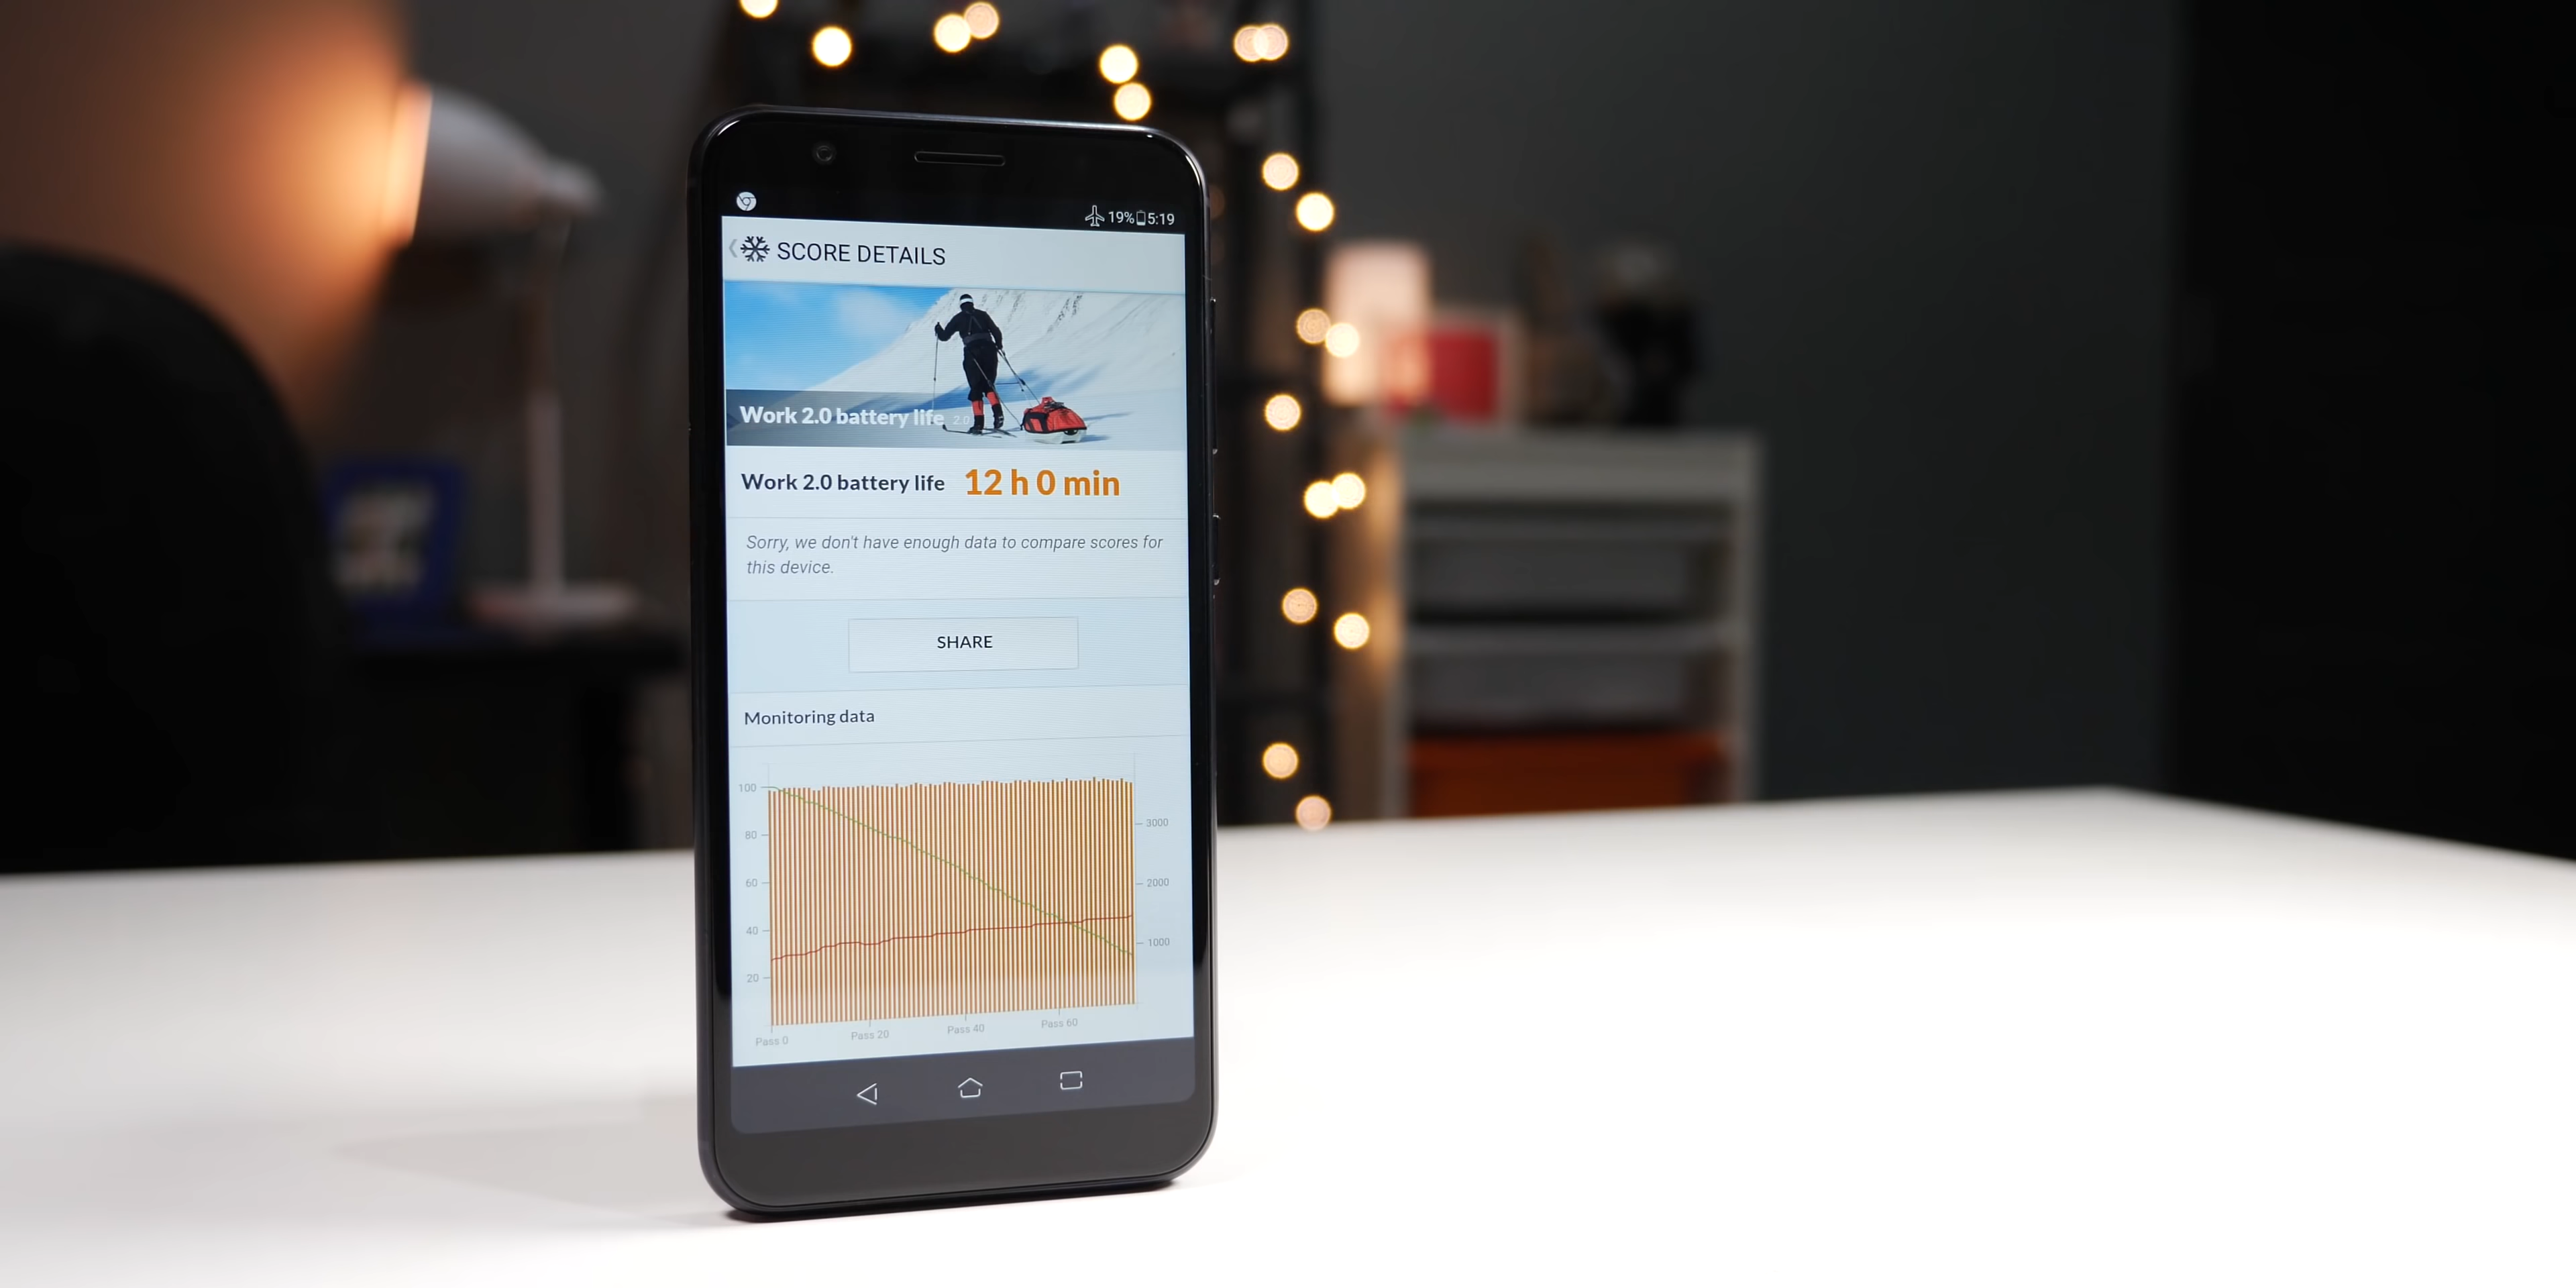 19% 5:19
SCORE DETAILS
Work 2.0 battery life 2.0
Work 2.0 battery life 12 h 0 min
Sorry, we don't have enough data to compare scores for
this device.
SHARE
Monitoring data
100
80
60
40
20
3000
2000
1000
Pass 0 Pass 20 Pass 40 Pass 60